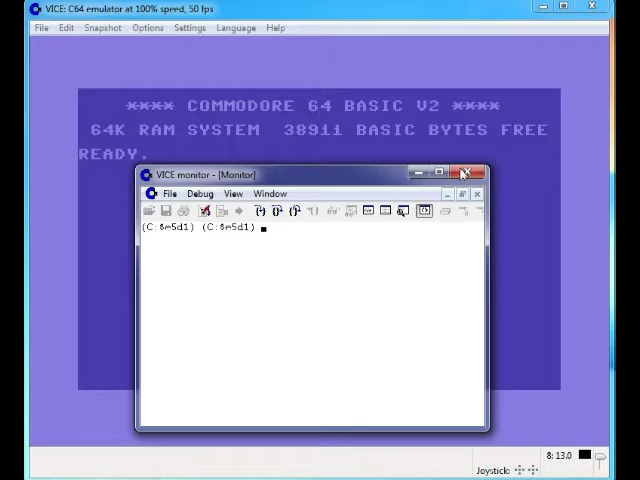 VICE: C64 emulator at 100% speed, 50 fps
File Edit Snapshot Options Settings Language Help
**** COMMODORE 64 BASIC V2 ****
64K RAM SYSTEM 38911 BASIC BYTES FREE
READY.
VICE monitor - [Monitor]
File Debug View Window
(C:$e5d1) (C:$e5d1)
8: 13.0
Joystick: